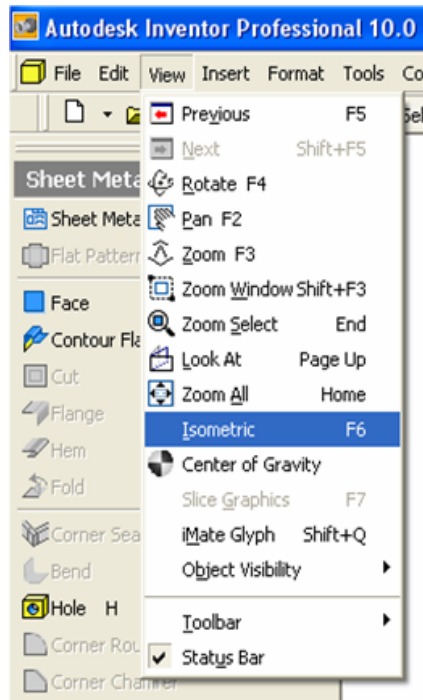 Autodesk Inventor Professional 10.0
File Edit View Insert Format Tools Co
Previous F5
Next Shift+F5
Sheet Meta
Rotate F4
Sheet Meta
Pan F2
Flat Pattern
Zoom F3
Zoom Window Shift+F3
Face
Zoom Select End
Contour Fla
Look At Page Up
Cut
Zoom All Home
Flange
Isometric F6
Hem
Center of Gravity
Fold
Slice Graphics F7
Corner Sea
iMate Glyph Shift+Q
Bend
Object Visibility
Hole H
Toolbar
Corner Rou
Status Bar
Corner Chamfer